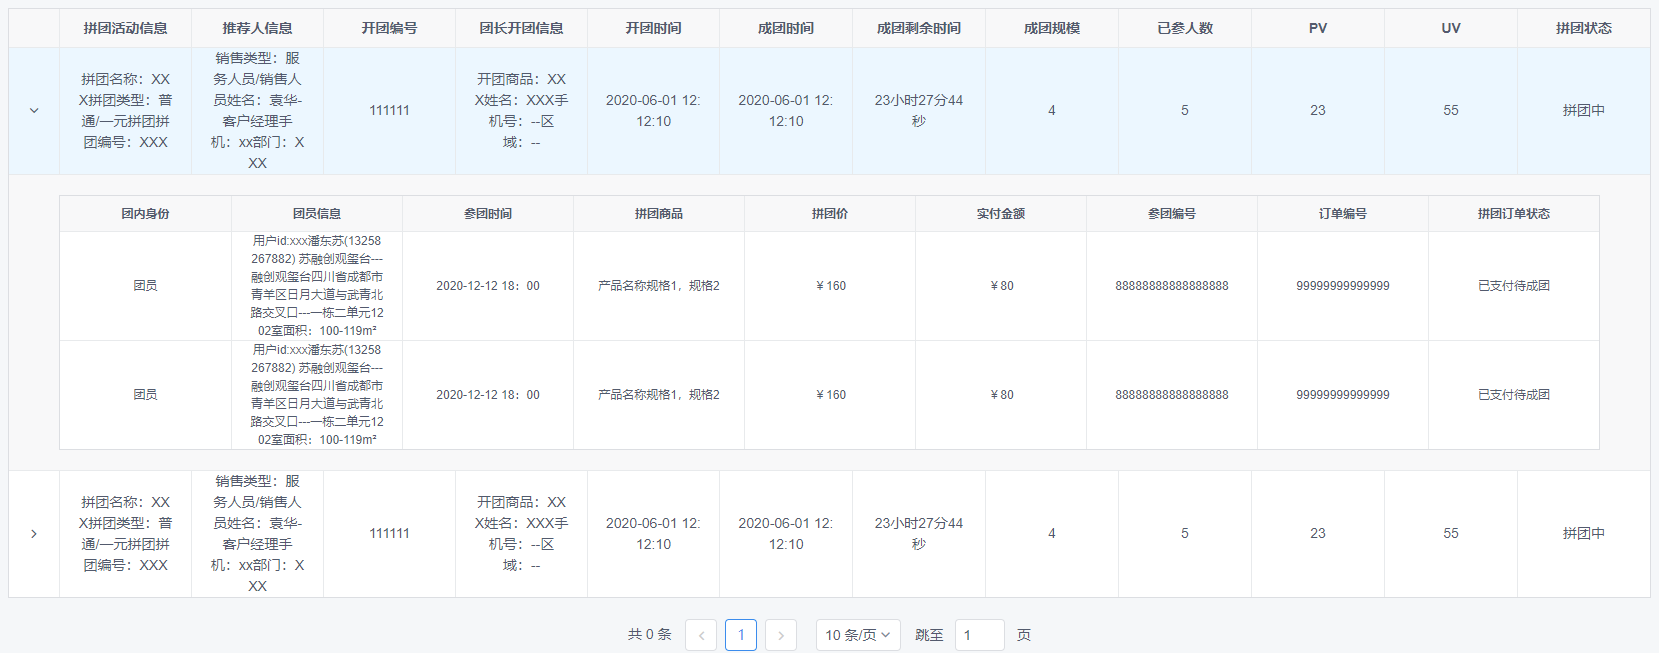 拼团活动信息 推荐人信息 开团编号 团长开团信息 开团时间 成团时间 成团剩余时间 成团规模 已参人数 PV UV 拼团状态
拼团名称：XX
X拼团类型：普
通/一元拼团拼
团编号：XXX
销售类型：服
务人员/销售人
员姓名：袁华-
客户经理手
机：xx部门：X
XX
111111
开团商品：XX
X姓名：XXX手
机号：--区
域：--
2020-06-01 12:
12:10
2020-06-01 12:
12:10
23小时27分44
秒
4
5
23
55
拼团中
团内身份 团员信息 参团时间 拼团商品 拼团价 实付金额 参团编号 订单编号 拼团订单状态
团员
用户id:xxx潘东苏(13258
267882) 苏融创观玺台---
融创观玺台四川省成都市
青羊区日月大道与武青北
路交叉口---一栋二单元12
02室面积：100-119m²
2020-12-12 18：00
产品名称规格1，规格2
￥160
￥80
88888888888888888
99999999999999
已支付待成团
团员
用户id:xxx潘东苏(13258
267882) 苏融创观玺台---
融创观玺台四川省成都市
青羊区日月大道与武青北
路交叉口---一栋二单元12
02室面积：100-119m²
2020-12-12 18：00
产品名称规格1，规格2
￥160
￥80
88888888888888888
99999999999999
已支付待成团
拼团名称：XX
X拼团类型：普
通/一元拼团拼
团编号：XXX
销售类型：服
务人员/销售人
员姓名：袁华-
客户经理手
机：xx部门：X
XX
111111
开团商品：XX
X姓名：XXX手
机号：--区
域：--
2020-06-01 12:
12:10
2020-06-01 12:
12:10
23小时27分44
秒
4
5
23
55
拼团中
共 0 条 1 10 条/页 跳至 1 页